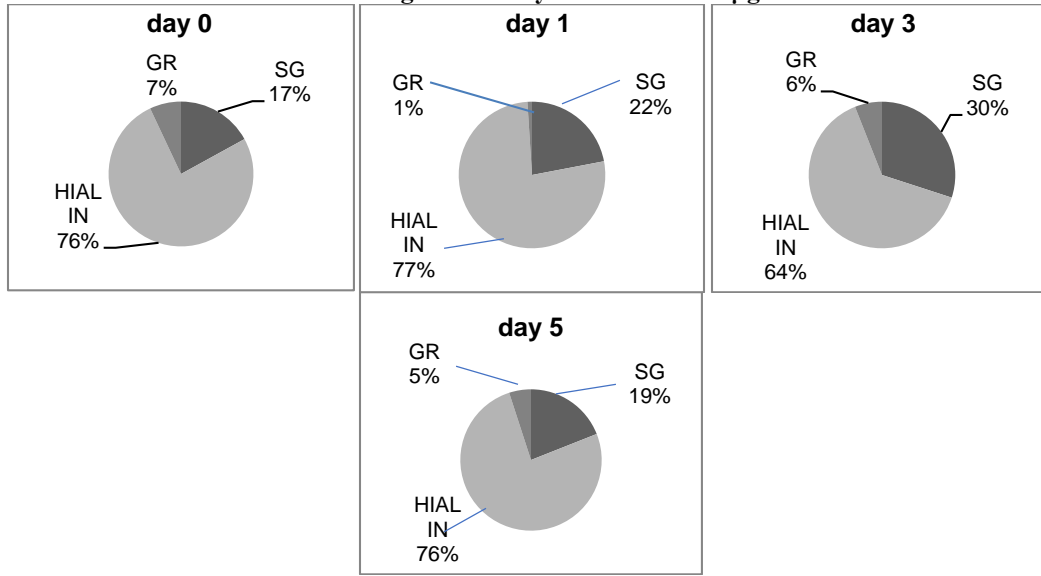 day 0
GR
7%
SG
17%
HIAL
IN
76%
day 1
GR
1%
SG
22%
HIAL
IN
77%
day 3
GR
6%
SG
30%
HIAL
IN
64%
day 5
GR
5%
SG
19%
HIAL
IN
76%